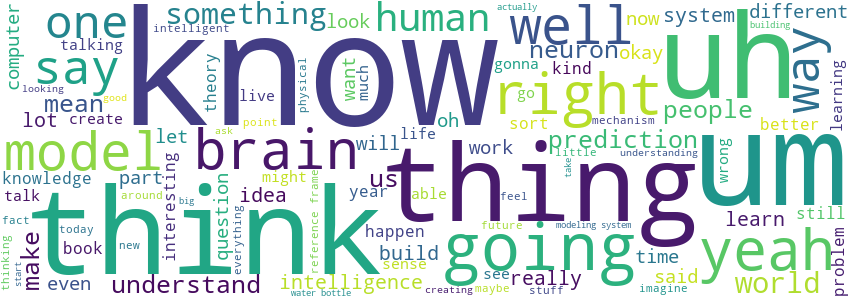 computer
one
something
talking
intelligent
looking
say
mean
lot
create
know
theory
live
physical
human
look
want
much
oh
actually
well
neuron
gonna
kind
go
sort
right
now
okay
system
different
building
uh
people
mechanism
way
learning
better
good
point
ask
model
brain
let
will
life
work
prediction
little
understanding
take
wrong
um
knowledge
part
talk
around
interesting
idea
question
might
us
year
able
thing
feel
learn
still
fact
today
big
think
everything
reference frame
happen
build
going
future
modeling system
time
yeah
problem
thinking
book
new
make
even
start
understand
intelligence
sense
water bottle
creating
see
maybe
really
stuff
said
imagine
world